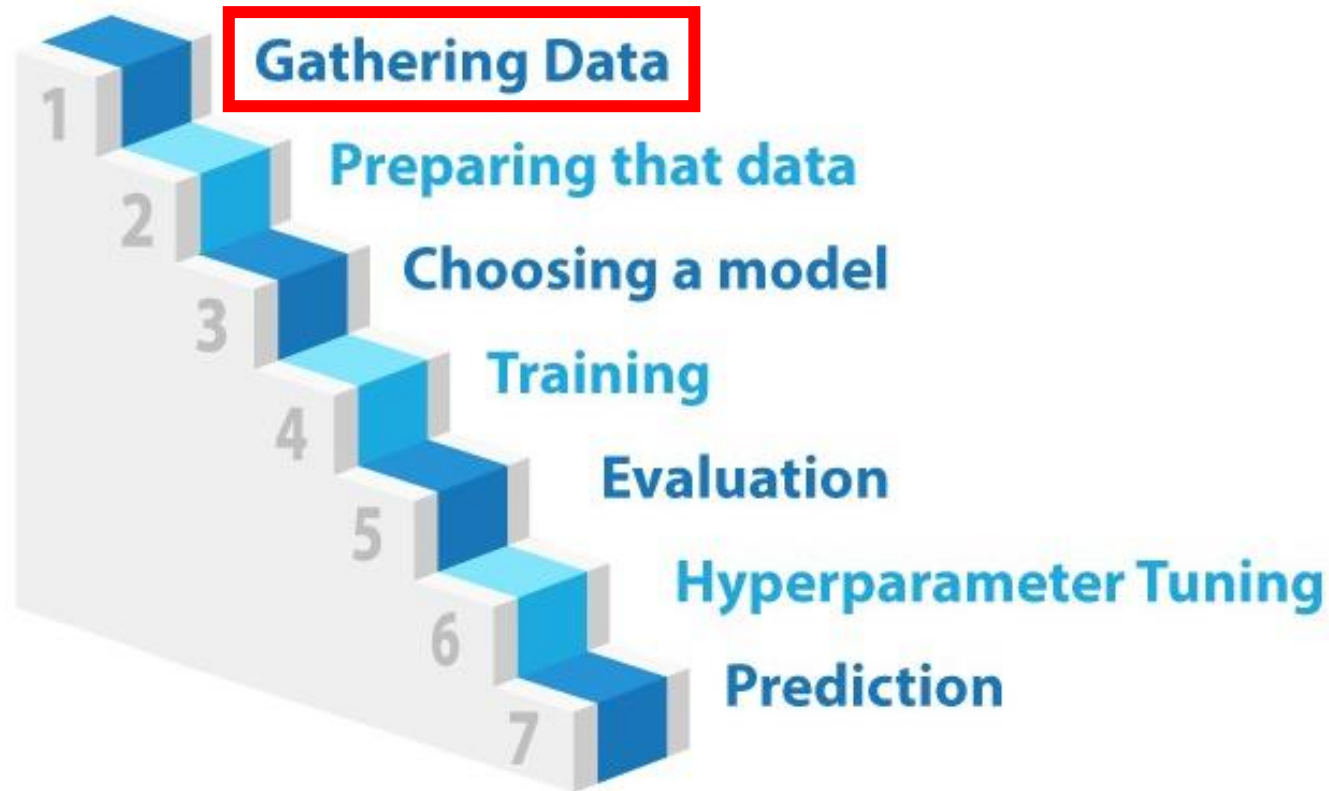 1
Gathering Data
2
Preparing that data
3
Choosing a model
4
Training
5
Evaluation
6
Hyperparameter Tuning
7
Prediction